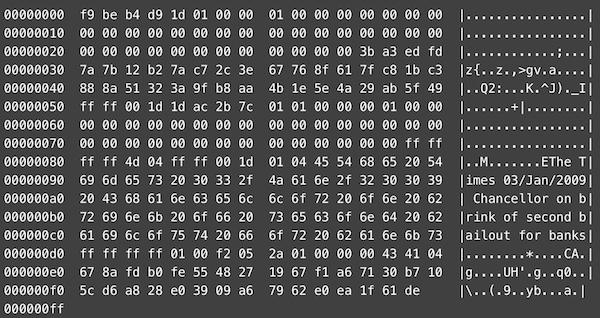 00000000  f9 be b4 d9 1d 01 00 00  01 00 00 00 00 00 00 00  |................|
00000010  00 00 00 00 00 00 00 00  00 00 00 00 00 00 00 00  |................|
00000020  00 00 00 00 00 00 00 00  00 00 00 00 3b a3 ed fd  |............;...|
00000030  7a 7b 12 b2 7a c7 2c 3e  67 76 8f 61 7f c8 1b c3  |z{..z.,>gv.a....|
00000040  88 8a 51 32 3a 9f b8 aa  4b 1e 5e 4a 29 ab 5f 49  |..Q2:...K.^J)._I|
00000050  ff ff 00 1d 1d ac 2b 7c  01 01 00 00 00 01 00 00  |......+|........|
00000060  00 00 00 00 00 00 00 00  00 00 00 00 00 00 00 00  |................|
00000070  00 00 00 00 00 00 00 00  00 00 00 00 00 00 ff ff  |................|
00000080  ff ff 4d 04 ff ff 00 1d  01 04 45 54 68 65 20 54  |..M.......EThe T|
00000090  69 6d 65 73 20 30 33 2f  4a 61 6e 2f 32 30 30 39  |imes 03/Jan/2009|
000000a0  20 43 68 61 6e 63 65 6c  6c 6f 72 20 6f 6e 20 62  | Chancellor on b|
000000b0  72 69 6e 6b 20 6f 66 20  73 65 63 6f 6e 64 20 62  |rink of second b|
000000c0  61 69 6c 6f 75 74 20 66  6f 72 20 62 61 6e 6b 73  |ailout for banks|
000000d0  ff ff ff ff 01 00 f2 05  2a 01 00 00 00 43 41 04  |........*....CA.|
000000e0  67 8a fd b0 fe 55 48 27  19 67 f1 a6 71 30 b7 10  |g....UH'.g..q0..|
000000f0  5c d6 a8 28 e0 39 09 a6  79 62 e0 ea 1f 61 de     |\..(.9..yb...a.|
000000ff